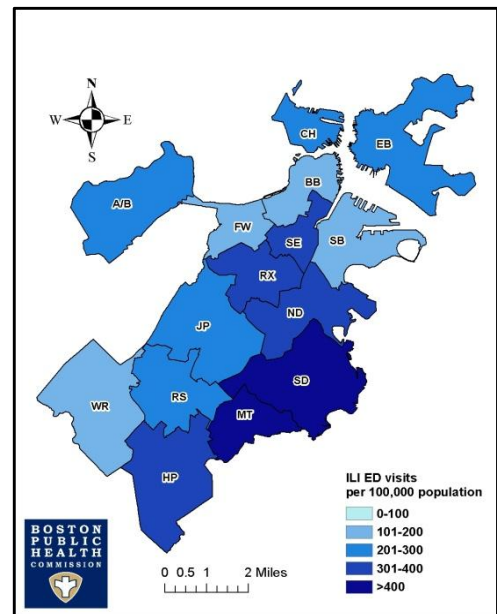 N
W E
S
CH
EB
A/B
BB
FW
SE
SB
RX
ND
JP
SD
WR
RS
MT
HP
ILI ED visits
per 100,000 population
0-100
101-200
201-300
301-400
>400
BOSTON
PUBLIC
HEALTH
COMMISSION
0 0.5 1 2 Miles